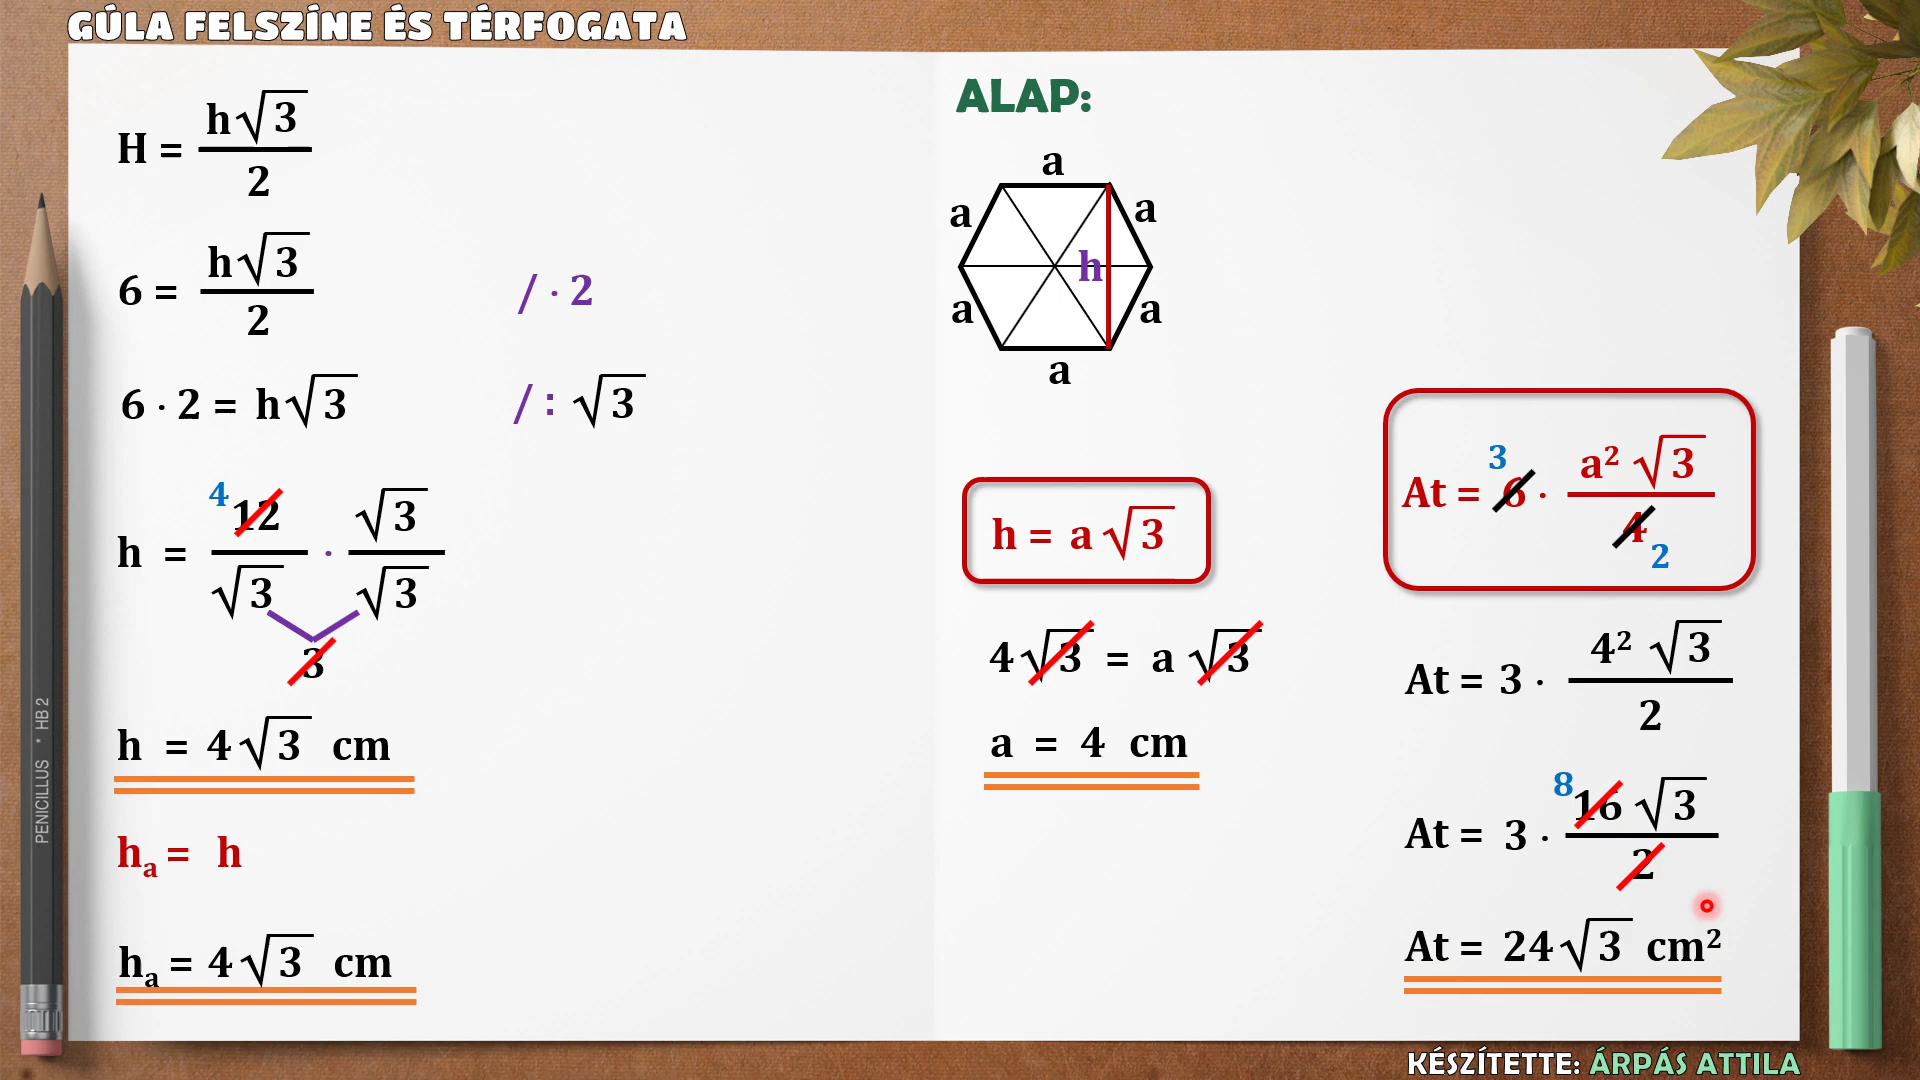 GÚLA FELSZÍNE ÉS TÉRFOGATA
H = h√3 / 2
6 = h√3 / 2 / · 2
6 · 2 = h√3 / : √3
4
h = 12 / √3 · √3 / √3
3
h = 4√3 cm
hₐ = h
hₐ = 4√3 cm
ALAP:
a
a
a
h
a
a
a
h = a√3
4√3 = a√3
a = 4 cm
3
At = 6 · a² √3 / 4
2
At = 3 · 4² √3 / 2
8
At = 3 · 16 √3 / 2
At = 24√3 cm²
PENICILLUS * HB 2
KÉSZÍTETTE: ÁRPÁS ATTILA